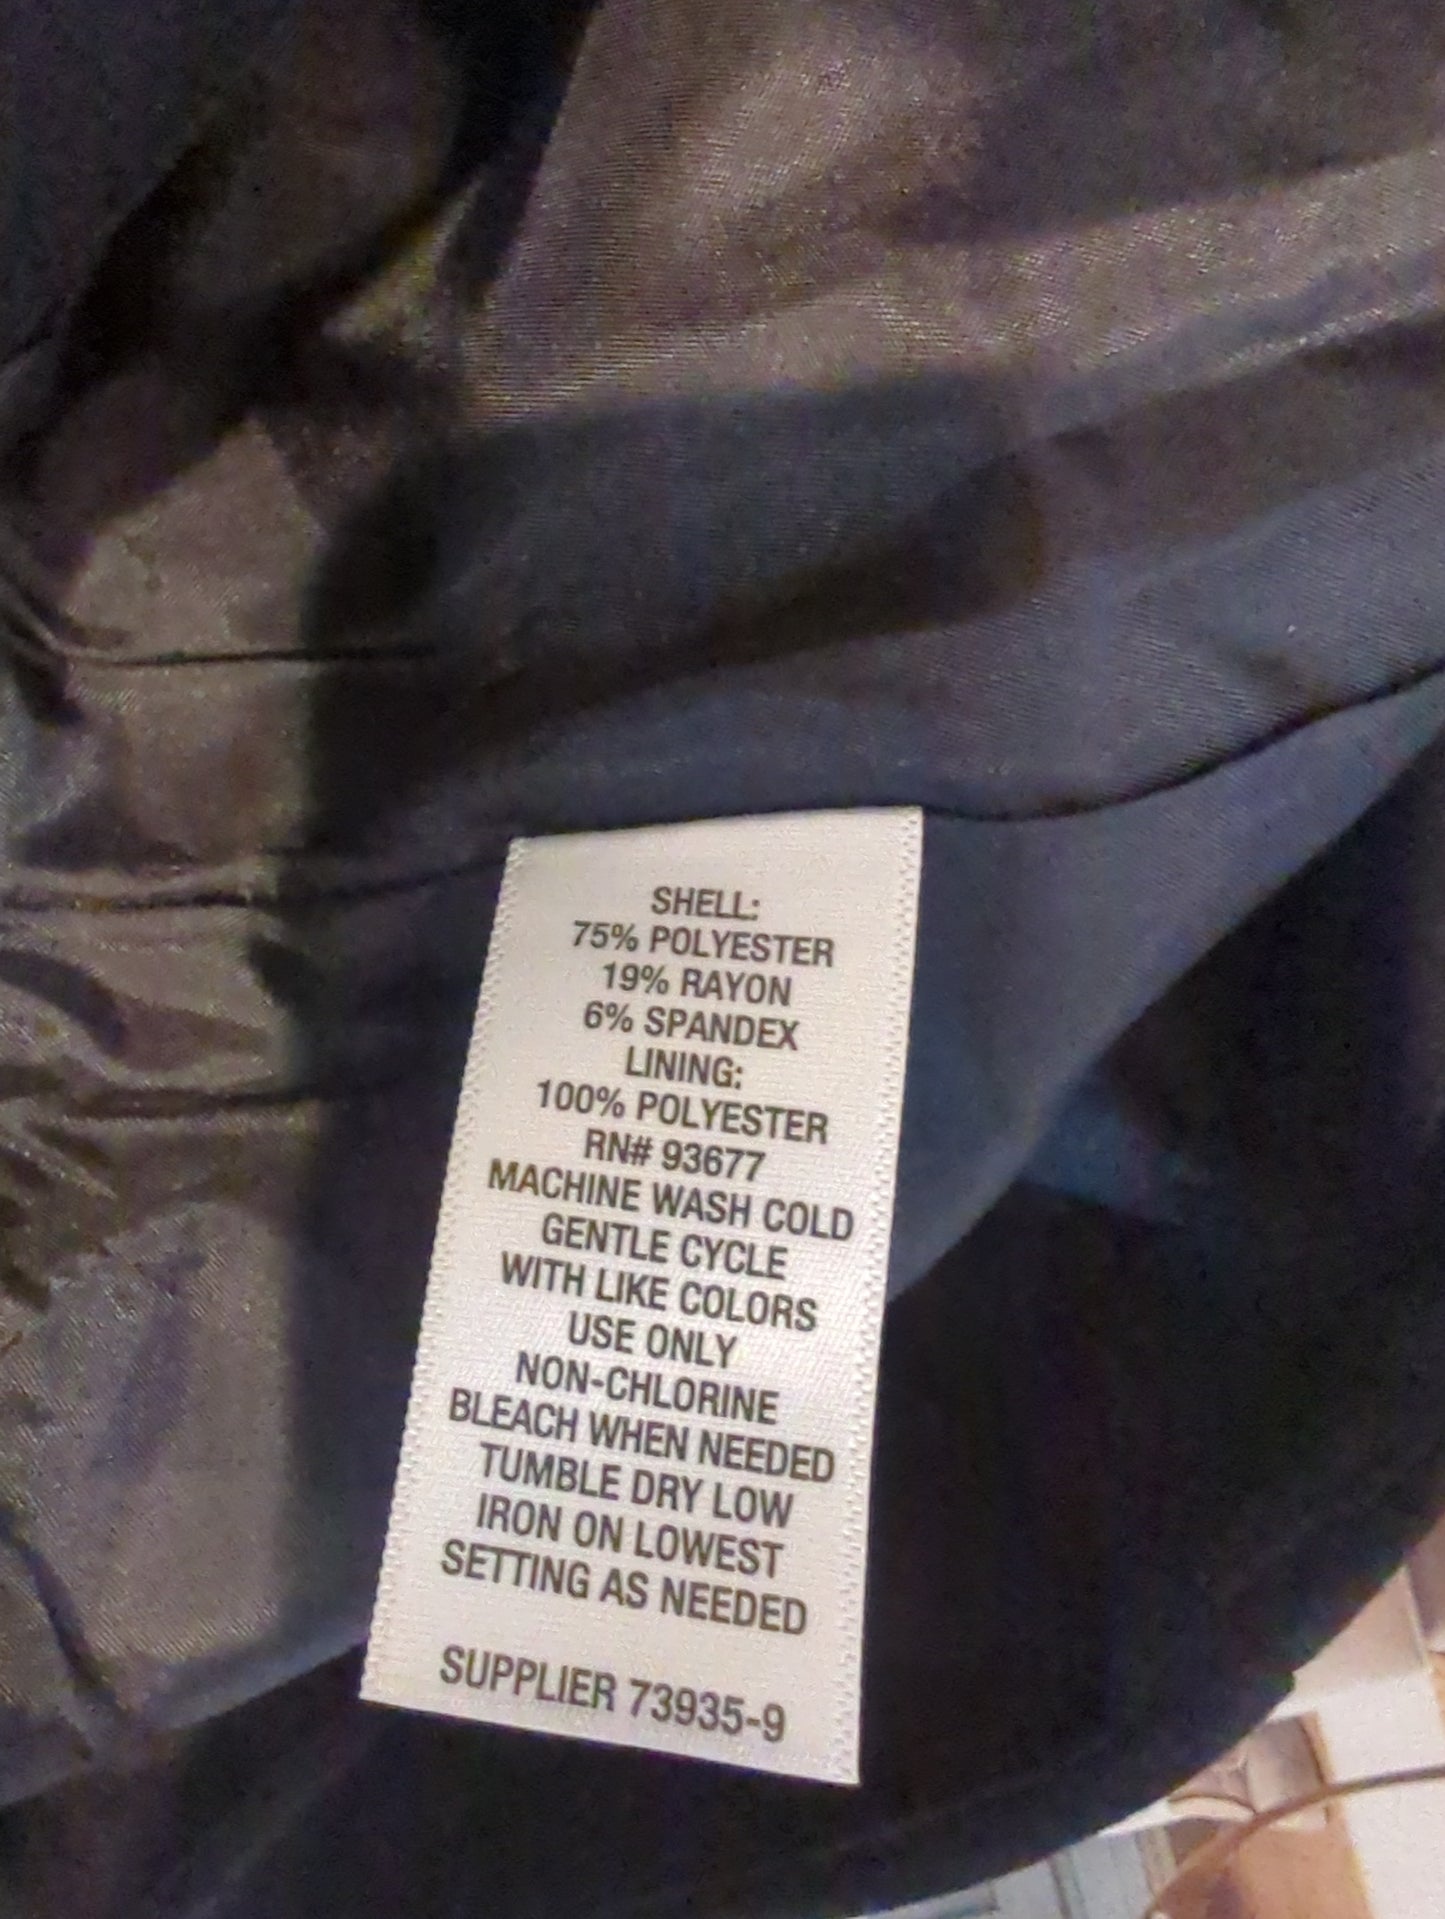 SHELL:
75% POLYESTER
19% RAYON
6% SPANDEX
LINING:
100% POLYESTER
RN# 93677
MACHINE WASH COLD
GENTLE CYCLE
WITH LIKE COLORS
USE ONLY
NON-CHLORINE
BLEACH WHEN NEEDED
TUMBLE DRY LOW
IRON ON LOWEST
SETTING AS NEEDED
SUPPLIER 73935-9